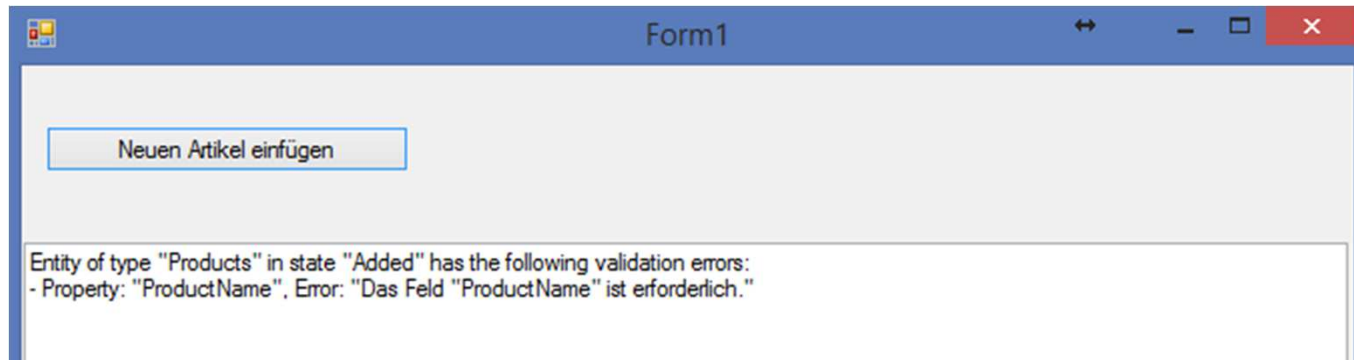 Form1
Neuen Artikel einfügen
Entity of type "Products" in state "Added" has the following validation errors:
- Property: "ProductName", Error: "Das Feld "ProductName" ist erforderlich."